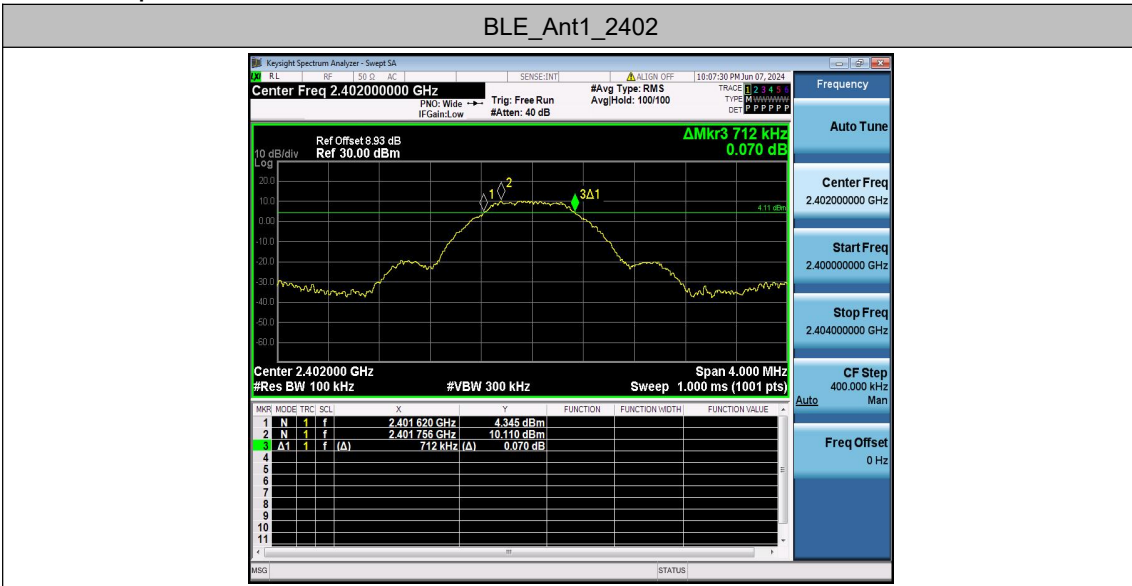 BLE_Ant1_2402
Keysight Spectrum Analyzer - Swept SA
RL RF 50 Ω AC SENSE:INT ALIGN OFF 10:07:30 PM Jun 07, 2024
Center Freq 2.402000000 GHz
PNO: Wide
IFGain:Low
Trig: Free Run
#Atten: 40 dB
#Avg Type: RMS
Avg|Hold: 100/100
TRACE 1 2 3 4 5 6
TYPE M W W W W W
DET P P P P P P
Frequency
Auto Tune
Center Freq
2.402000000 GHz
Start Freq
2.400000000 GHz
Stop Freq
2.404000000 GHz
CF Step
400.000 kHz
Auto Man
Freq Offset
0 Hz
ΔMkr3 712 kHz
0.070 dB
Ref Offset 8.93 dB
10 dB/div Ref 30.00 dBm
Log
20.0
10.0
0.00
-10.0
-20.0
-30.0
-40.0
-50.0
-60.0
1
2
3Δ1
4.11 dBm
Center 2.402000 GHz Span 4.000 MHz
#Res BW 100 kHz #VBW 300 kHz Sweep 1.000 ms (1001 pts)
MKR MODE TRC SCL X Y FUNCTION FUNCTION WIDTH FUNCTION VALUE
1 N 1 f 2.401 620 GHz 4.345 dBm
2 N 1 f 2.401 756 GHz 10.110 dBm
3 Δ1 1 f (Δ) 712 kHz (Δ) 0.070 dB
4
5
6
7
8
9
10
11
MSG STATUS